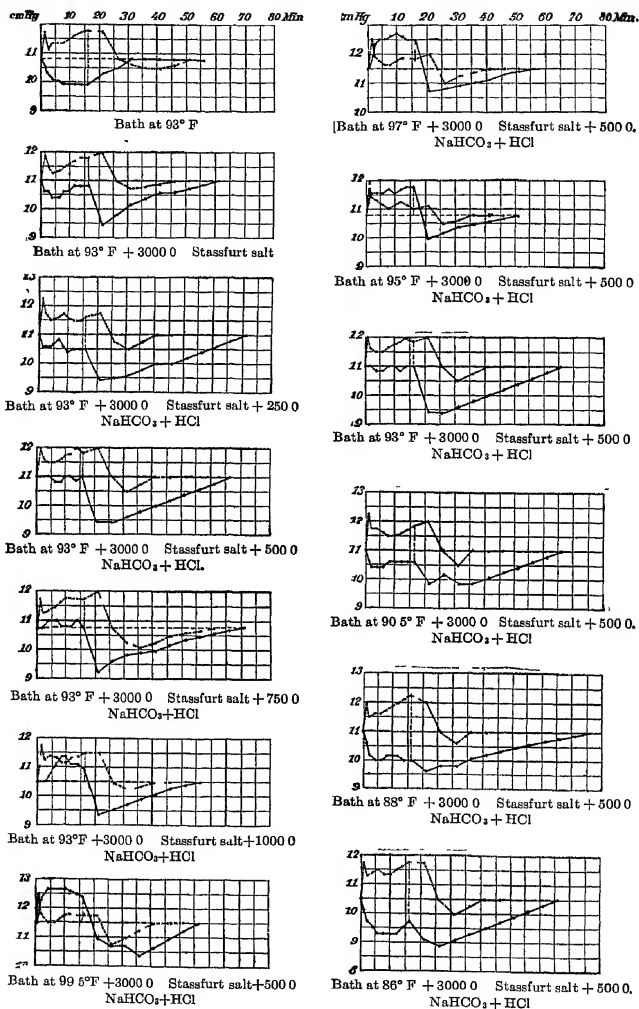 cmHg 10 20 30 40 50 60 70 80 Min
11
10
9
Bath at 93° F
12
11
10
9
Bath at 93° F + 3000 0 Stassfurt salt
13
12
11
10
9
Bath at 93° F + 3000 0 Stassfurt salt + 250 0
NaHCO₃ + HCl
12
11
10
9
Bath at 93° F + 3000 0 Stassfurt salt + 500 0
NaHCO₃ + HCl.
12
11
10
9
Bath at 93° F + 3000 0 Stassfurt salt + 750 0
NaHCO₃+HCl
12
11
10
9
Bath at 93°F +3000 0 Stassfurt salt+1000 0
NaHCO₃+HCl
13
12
11
Bath at 99 5°F+3000 0 Stassfurt salt+500 0
NaHCO₃+HCl
mHg 10 20 30 40 50 60 70 80 Min.
12
11
10
[Bath at 97° F + 3000 0 Stassfurt salt + 500 0.
NaHCO₃ + HCl
12
11
10
9
Bath at 95° F + 3000 0 Stassfurt salt + 500 0
NaHCO₃ + HCl
12
11
10
9
Bath at 93° F + 3000 0 Stassfurt salt + 500 0
NaHCO₃ + HCl
13
12
11
10
9
Bath at 90 5° F + 3000 0 Stassfurt salt + 500 0
NaHCO₃ + HCl
13
12
11
10
9
Bath at 88° F + 3000 0 Stassfurt salt + 500 0
NaHCO₃ + HCl
12
11
10
9
8
Bath at 86° F + 3000 0 Stassfurt salt + 500 0.
NaHCO₃ + HCl